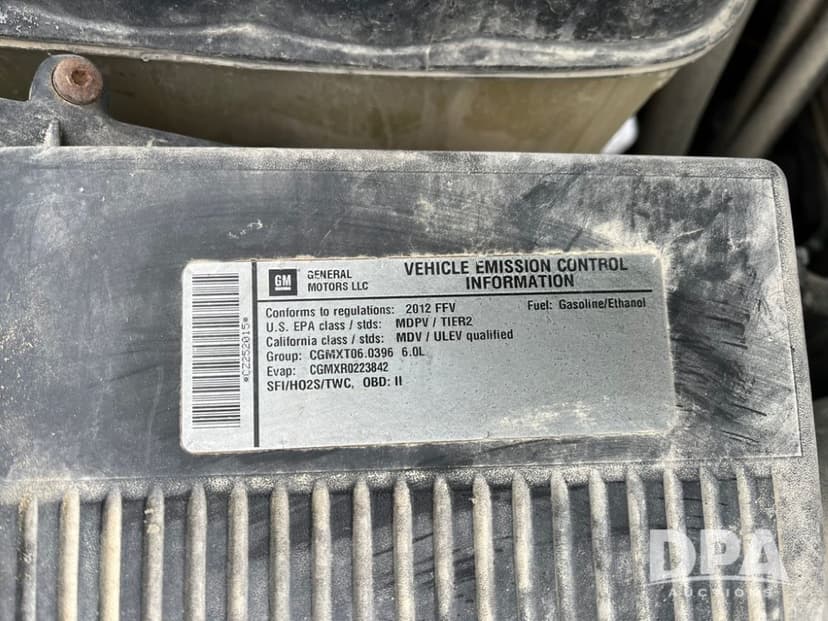 GM
GENERAL
MOTORS LLC
VEHICLE EMISSION CONTROL
INFORMATION
Conforms to regulations: 2012 FFV
Fuel: Gasoline/Ethanol
U.S. EPA class / stds: MDPV / TIER2
California class / stds: MDV / ULEV qualified
Group: CGMXT06.0396 6.0L
Evap: CGMXR0223842
SFI/HO2S/TWC, OBD: II
*CZ252015*
DPA
AUCTIONS